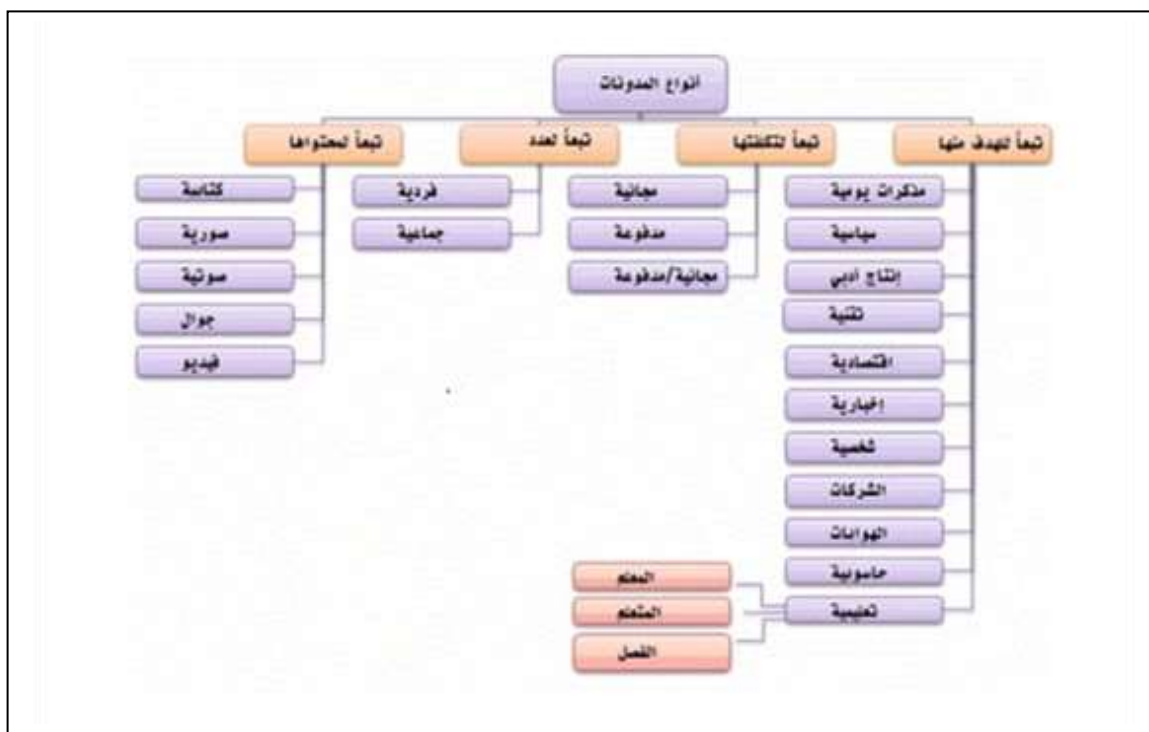 أنواع المدونات
تبعاً للهدف منها
مذكرات يومية
سياسية
إنتاج أدبي
تقنية
اقتصادية
إخبارية
شخصية
الشركات
الهوايات
حاسوبية
تعليمية
المعلم
المتعلم
الفصل
تبعاً لتكلفتها
مجانية
مدفوعة
مجانية/مدفوعة
تبعاً لعدد
فردية
جماعية
تبعاً لمحتواها
كتابية
صورية
صوتية
جوال
فيديو